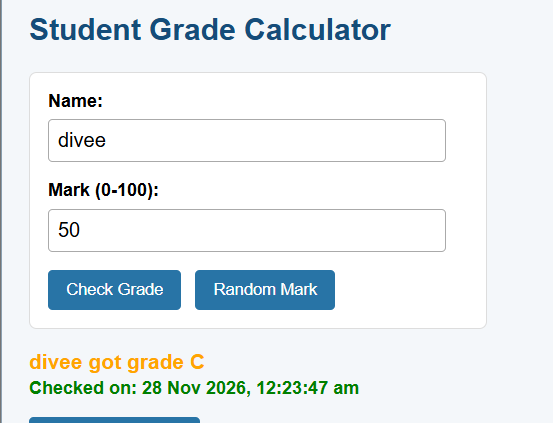 Student Grade Calculator
Name:
divee
Mark (0-100):
50
Check Grade Random Mark
divee got grade C
Checked on: 28 Nov 2026, 12:23:47 am